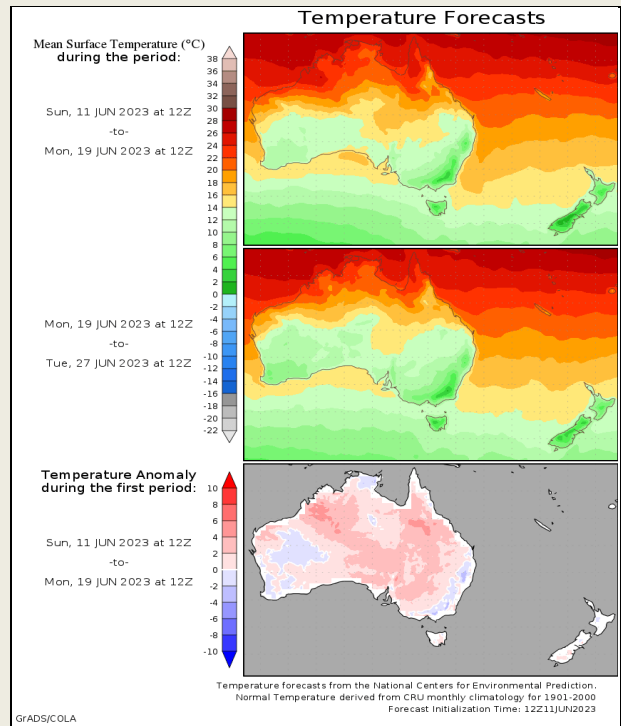 Temperature Forecasts
Mean Surface Temperature (°C)
during the period:
38
36
34
32
30
28
26
24
22
20
18
16
14
12
10
8
6
4
2
0
-2
-4
-6
-8
-10
-12
-14
-16
-18
-20
-22
Sun, 11 JUN 2023 at 12Z
-to-
Mon, 19 JUN 2023 at 12Z
Mon, 19 JUN 2023 at 12Z
-to-
Tue, 27 JUN 2023 at 12Z
Temperature Anomaly
during the first period:
10
8
6
4
2
0
-2
-4
-6
-8
-10
Sun, 11 JUN 2023 at 12Z
-to-
Mon, 19 JUN 2023 at 12Z
Temperature forecasts from the National Centers for Environmental Prediction.
Normal Temperature derived from CRU monthly climatology for 1901-2000
Forecast Initialization Time: 12Z11JUN2023
GrADS/COLA